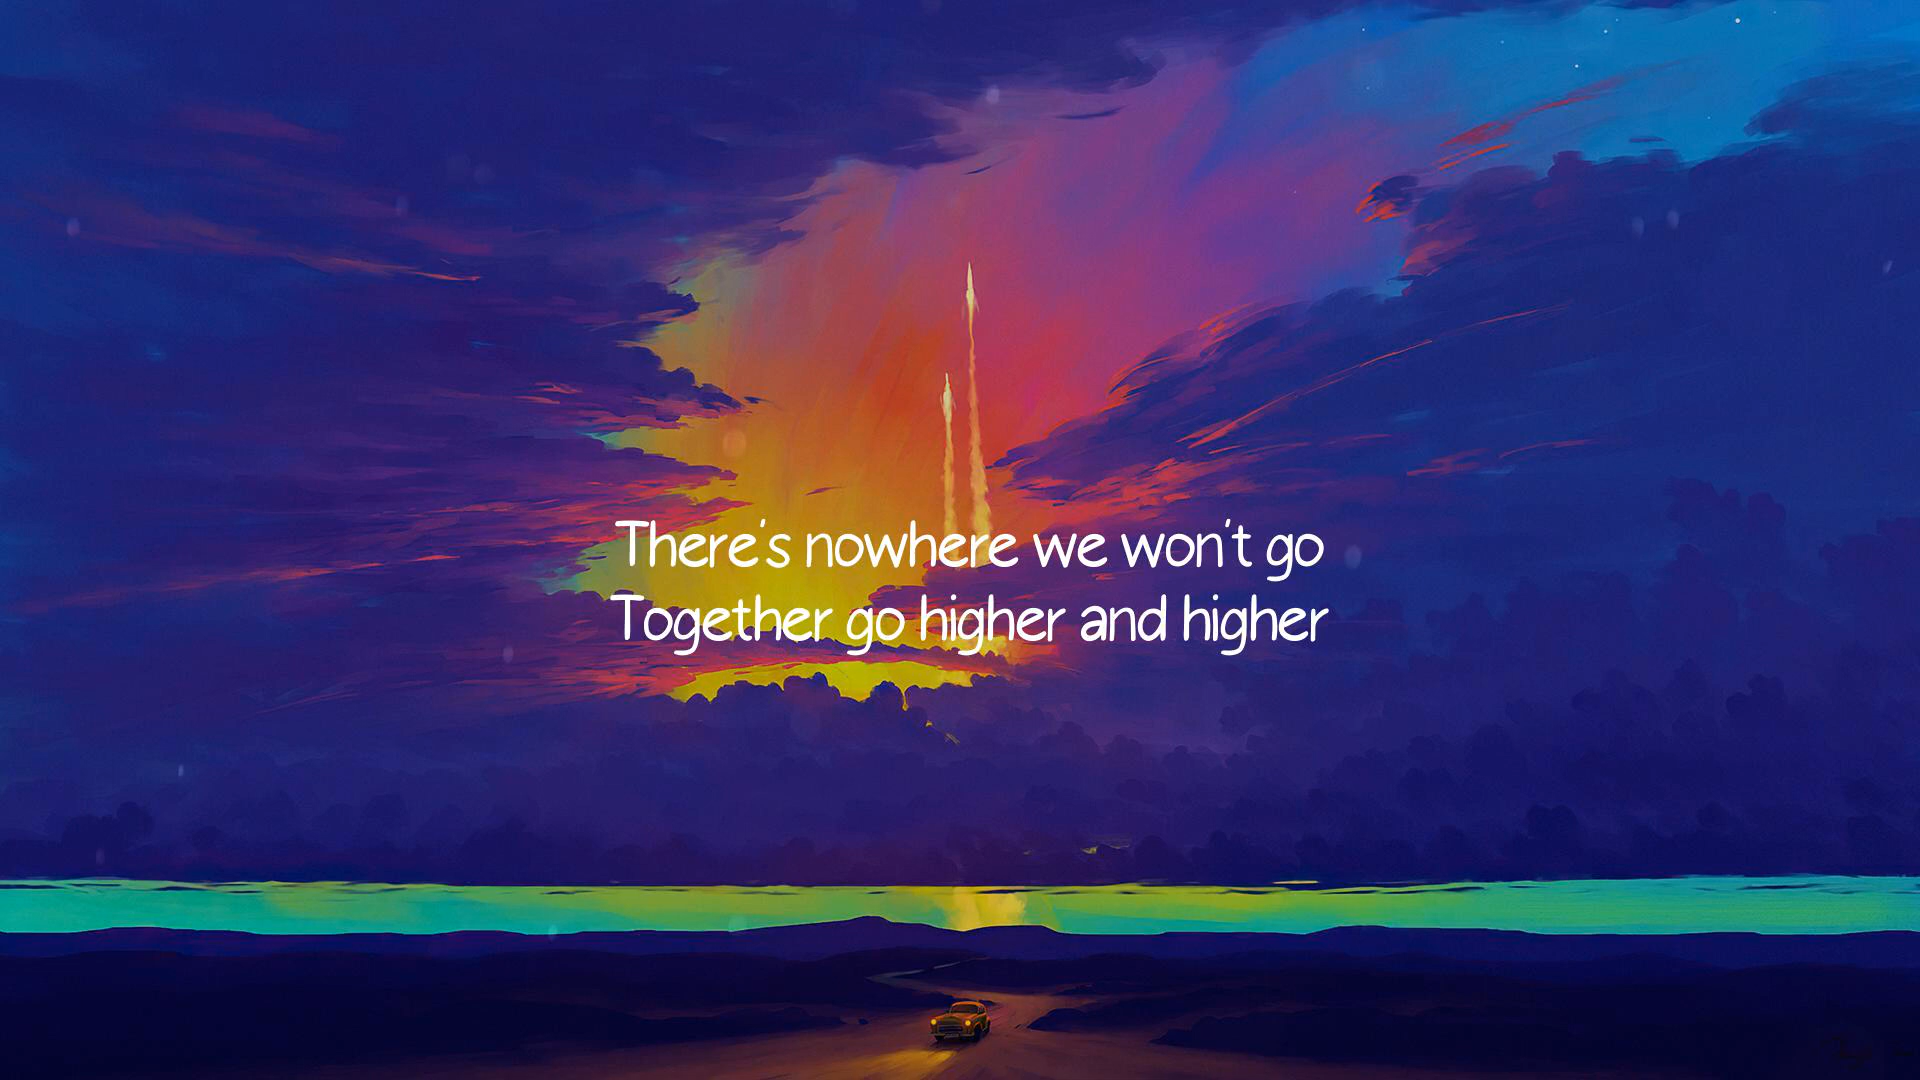 There's nowhere we won't go
Together go higher and higher